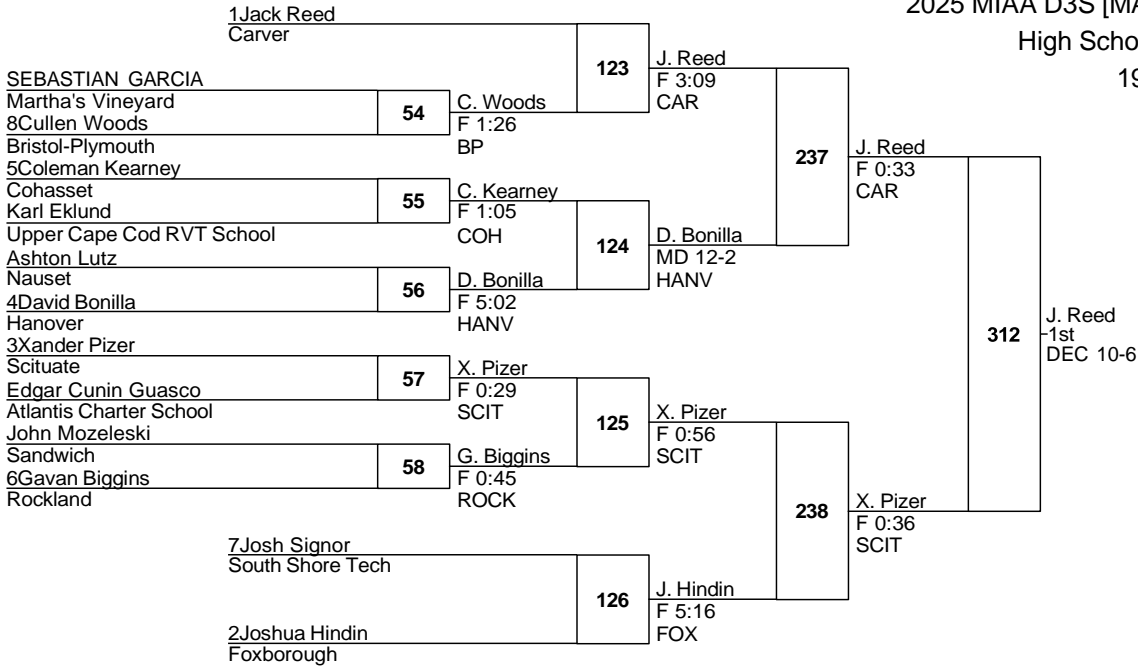 2025 MIAA D3S [MA
High Scho
19
1Jack Reed
Carver
123
J. Reed
F 3:09
CAR
SEBASTIAN GARCIA
Martha's Vineyard
54
C. Woods
F 1:26
BP
8Cullen Woods
Bristol-Plymouth
237
J. Reed
F 0:33
CAR
5Coleman Kearney
Cohasset
55
C. Kearney
F 1:05
COH
Karl Eklund
Upper Cape Cod RVT School
124
D. Bonilla
MD 12-2
HANV
Ashton Lutz
Nauset
56
D. Bonilla
F 5:02
HANV
4David Bonilla
Hanover
312
J. Reed
1st
DEC 10-6
3Xander Pizer
Scituate
57
X. Pizer
F 0:29
SCIT
Edgar Cunin Guasco
Atlantis Charter School
125
X. Pizer
F 0:56
SCIT
John Mozeleski
Sandwich
58
G. Biggins
F 0:45
ROCK
6Gavan Biggins
Rockland
238
X. Pizer
F 0:36
SCIT
7Josh Signor
South Shore Tech
126
J. Hindin
F 5:16
FOX
2Joshua Hindin
Foxborough